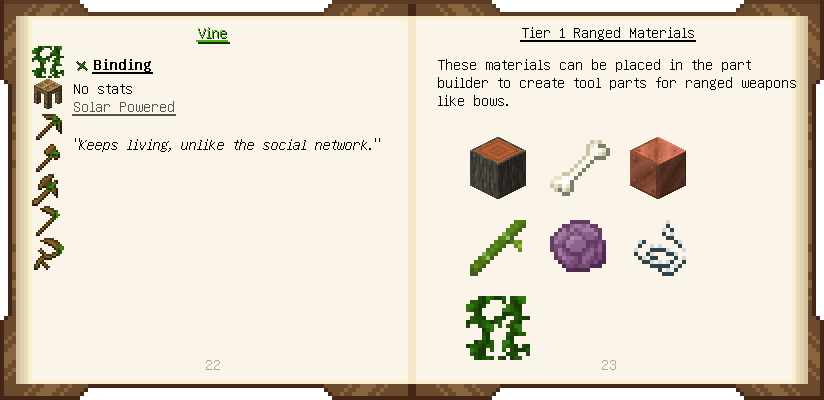 Vine
Binding
No stats
Solar Powered
"Keeps living, unlike the social network."
22
Tier 1 Ranged Materials
These materials can be placed in the part
builder to create tool parts for ranged weapons
like bows.
23